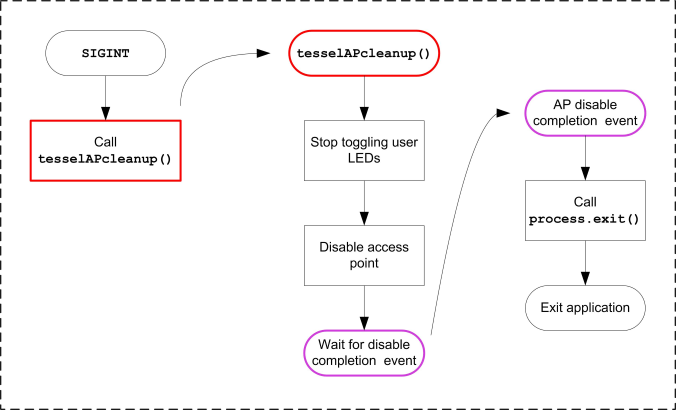 SIGINT
Call
tesselAPcleanup()
tesselAPcleanup()
Stop toggling user
LEDs
Disable access
point
Wait for disable
completion event
AP disable
completion event
Call
process.exit()
Exit application